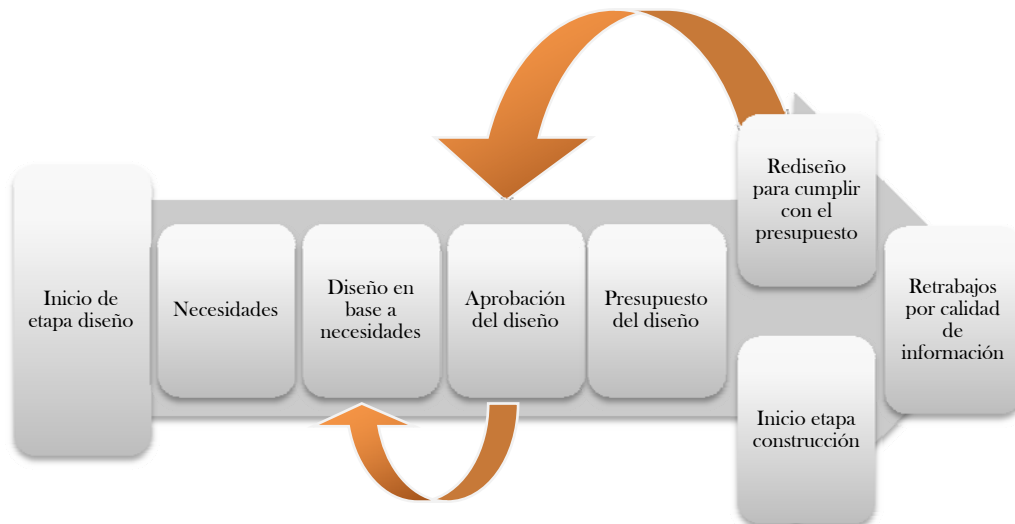 Inicio de
etapa diseño
Necesidades
Diseño en
base a
necesidades
Aprobación
del diseño
Presupuesto
del diseño
Rediseño
para cumplir
con el
presupuesto
Inicio etapa
construcción
Retrabajos
por calidad
de
información